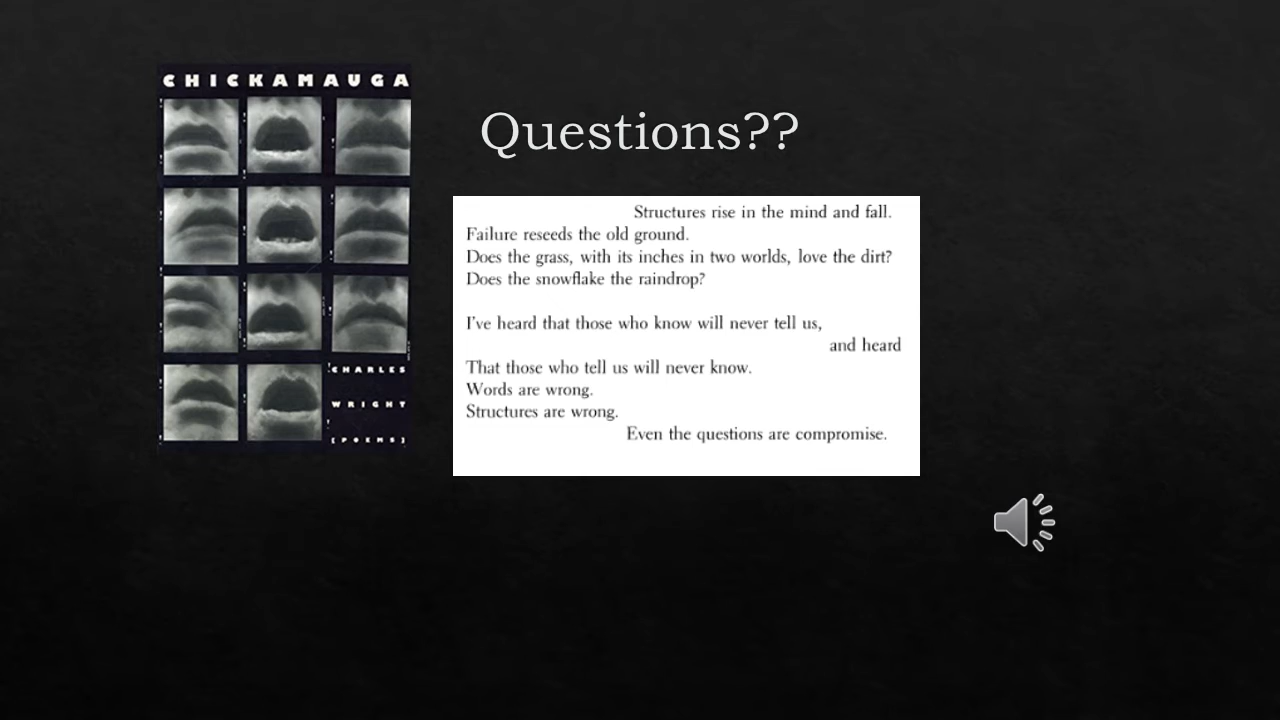 CHICKAMAUGA
CHARLES
WRIGHT
[POEMS]
Questions??
Structures rise in the mind and fall.
Failure reseeds the old ground.
Does the grass, with its inches in two worlds, love the dirt?
Does the snowflake the raindrop?
I've heard that those who know will never tell us,
and heard
That those who tell us will never know.
Words are wrong.
Structures are wrong.
Even the questions are compromise.